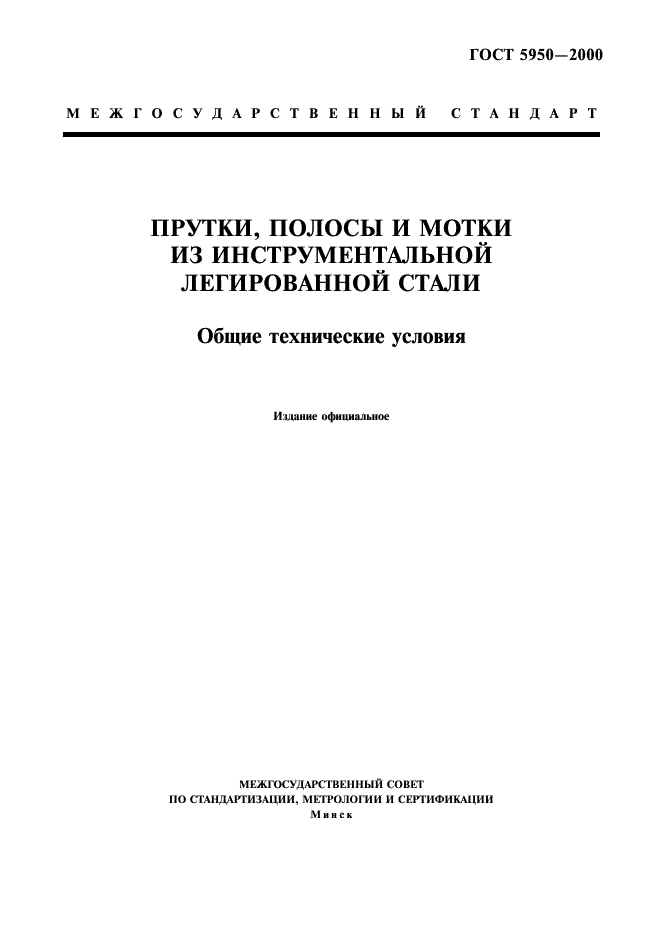 ГОСТ 5950—2000
МЕЖГОСУДАРСТВЕННЫЙ СТАНДАРТ
ПРУТКИ, ПОЛОСЫ И МОТКИ
ИЗ ИНСТРУМЕНТАЛЬНОЙ
ЛЕГИРОВАННОЙ СТАЛИ
Общие технические условия
Издание официальное
МЕЖГОСУДАРСТВЕННЫЙ СОВЕТ
ПО СТАНДАРТИЗАЦИИ, МЕТРОЛОГИИ И СЕРТИФИКАЦИИ
Минск